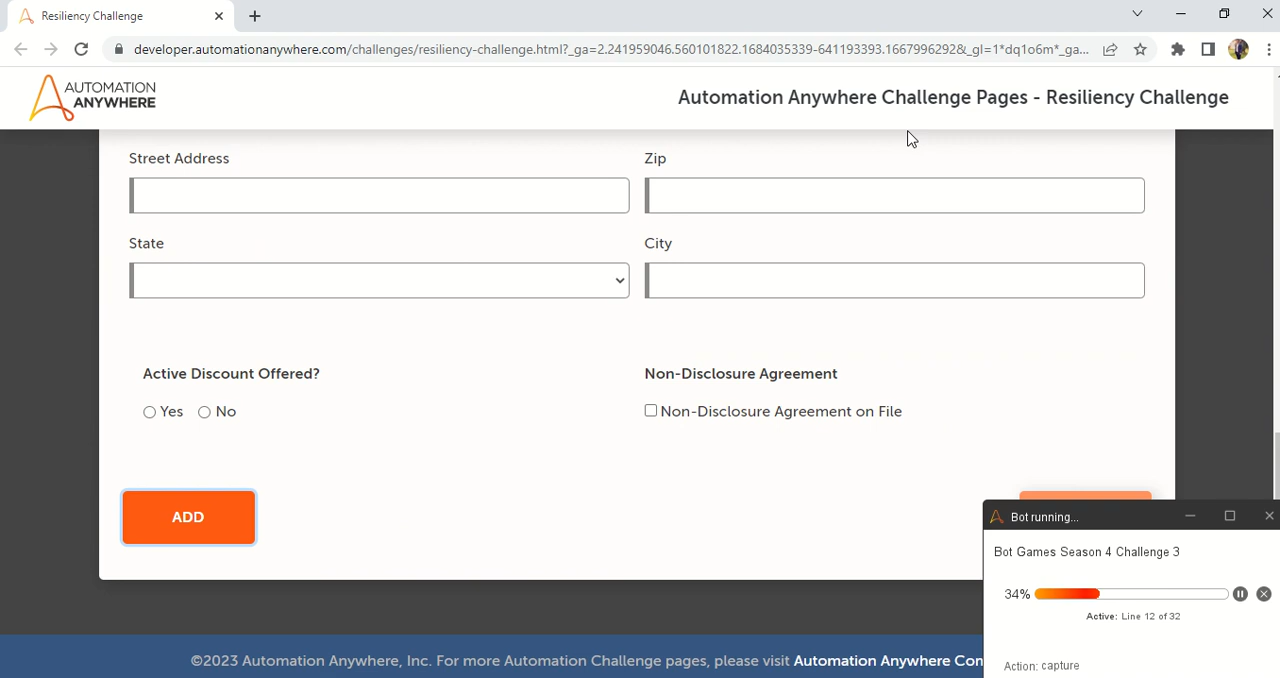 Resiliency Challenge
developer.automationanywhere.com/challenges/resiliency-challenge.html?_ga=2.241959046.560101822.1684035339-641193393.1667996292&_gl=1*dq1o6m*_ga...
AUTOMATION
ANYWHERE
Automation Anywhere Challenge Pages - Resiliency Challenge
Street Address
Zip
State
City
Active Discount Offered?
Non-Disclosure Agreement
Yes
No
Non-Disclosure Agreement on File
ADD
Bot running...
Bot Games Season 4 Challenge 3
34%
Active: Line 12 of 32
Action: capture
©2023 Automation Anywhere, Inc. For more Automation Challenge pages, please visit Automation Anywhere Con